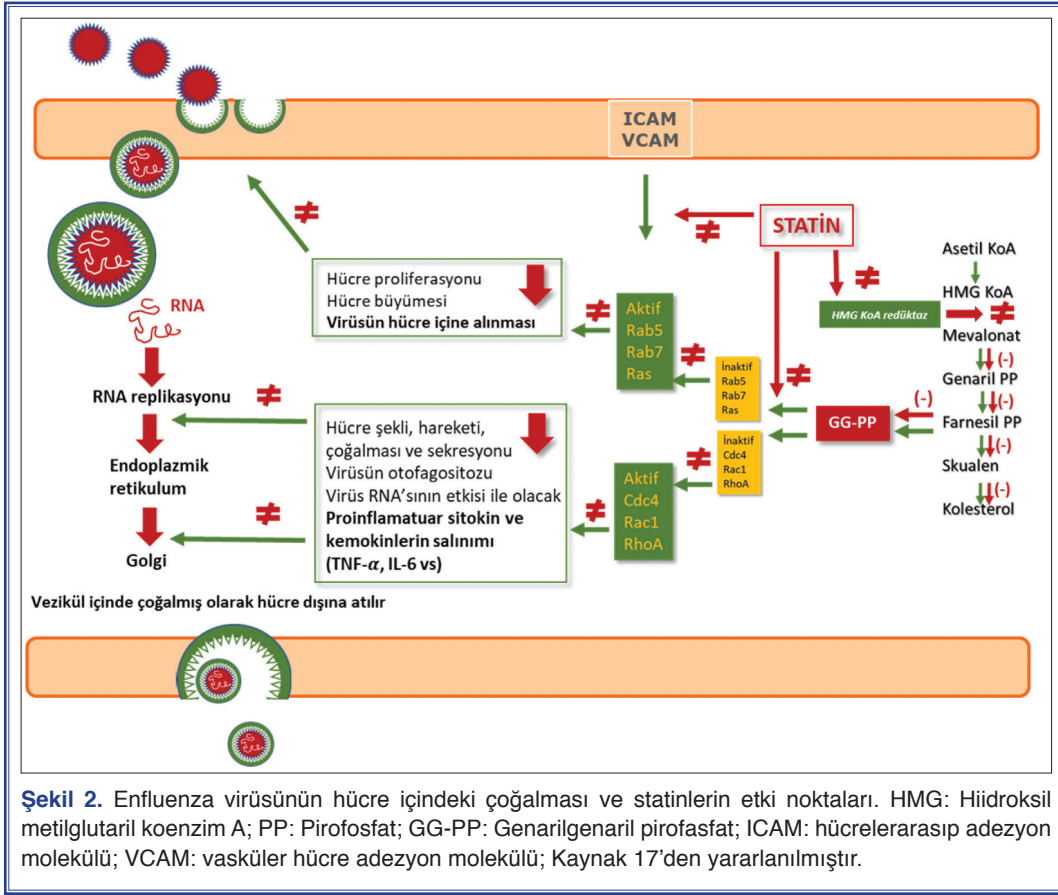 ICAM
VCAM
STATİN
Asetil KoA
HMG KoA
HMG KoA redüktaz
Mevalonat
(-)
Genaril PP
(-)
(-)
Farnesil PP
(-)
Skualen
(-)
Kolesterol
GG-PP
İnaktif
Rab5
Rab7
Ras
İnaktif
Cdc4
Rac1
RhoA
Aktif
Rab5
Rab7
Ras
Aktif
Cdc4
Rac1
RhoA
Hücre proliferasyonu
Hücre büyümesi
Virüsün hücre içine alınması
Hücre şekli, hareketi,
çoğalması ve sekresyonu
Virüsün otofagositozu
Virüs RNA’sının etkisi ile olacak
Proinflamatuar sitokin ve
kemokinlerin salınımı
(TNF-α, IL-6 vs)
RNA
RNA replikasyonu
Endoplazmik
retikulum
Golgi
Vezikül içinde çoğalmış olarak hücre dışına atılır
Şekil 2. Enfluenza virüsünün hücre içindeki çoğalması ve statinlerin etki noktaları. HMG: Hiidroksil
metilglutaril koenzim A; PP: Pirofosfat; GG-PP: Genarilgenaril pirofasfat; ICAM: hücrelerarasıp adezyon
molekülü; VCAM: vasküler hücre adezyon molekülü; Kaynak 17’den yararlanılmıştır.